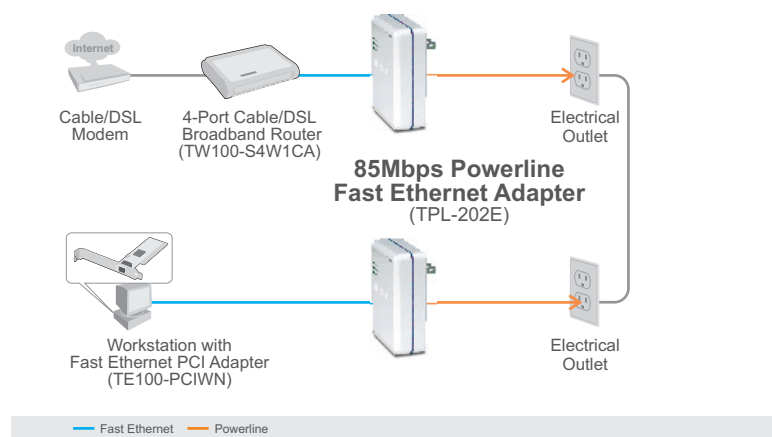 Internet
Cable/DSL
Modem
4-Port Cable/DSL
Broadband Router
(TW100-S4W1CA)
Electrical
Outlet
85Mbps Powerline
Fast Ethernet Adapter
(TPL-202E)
Workstation with
Fast Ethernet PCI Adapter
(TE100-PCIWN)
Electrical
Outlet
Fast Ethernet
Powerline